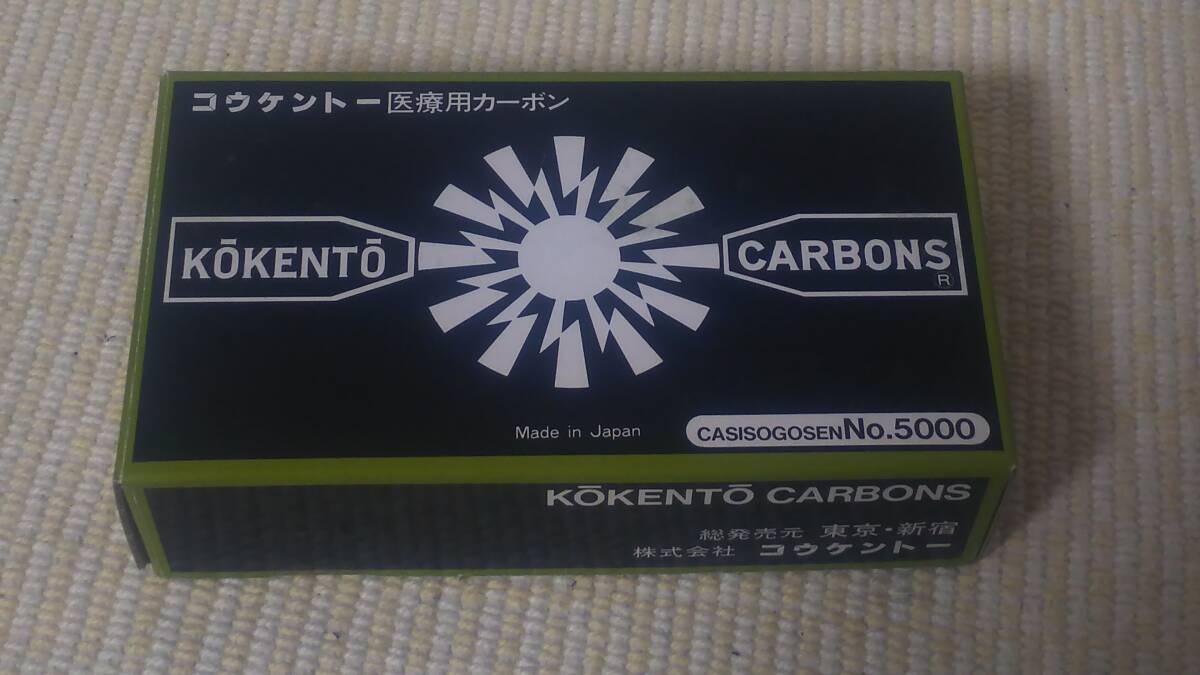 コウケントー医療用カーボン
KŌKENTŌ
CARBONS
R
Made in Japan
CASISOGOSEN No.5000
KŌKENTŌ CARBONS
総発売元 東京・新宿
株式会社 コウケントー